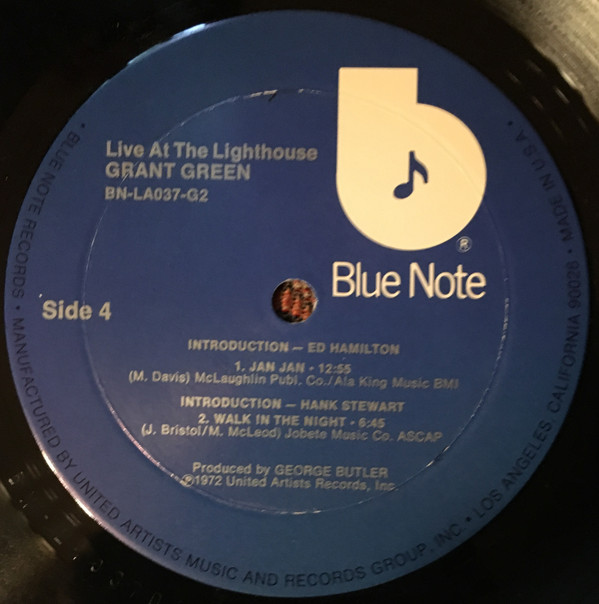 Live At The Lighthouse
GRANT GREEN
BN-LA037-G2
®
Blue Note
Side 4
INTRODUCTION — ED HAMILTON
1. JAN JAN • 12:55
(M. Davis) McLaughlin Publ. Co./Ala King Music BMI
INTRODUCTION — HANK STEWART
2. WALK IN THE NIGHT • 6:45
(J. Bristol/M. McLeod) Jobete Music Co. ASCAP
Produced by GEORGE BUTLER
℗1972 United Artists Records, Inc.
• BLUE NOTE RECORDS • MANUFACTURED BY UNITED ARTISTS MUSIC AND RECORDS GROUP, INC. • LOS ANGELES, CALIFORNIA 90028 • MADE IN U.S.A. •